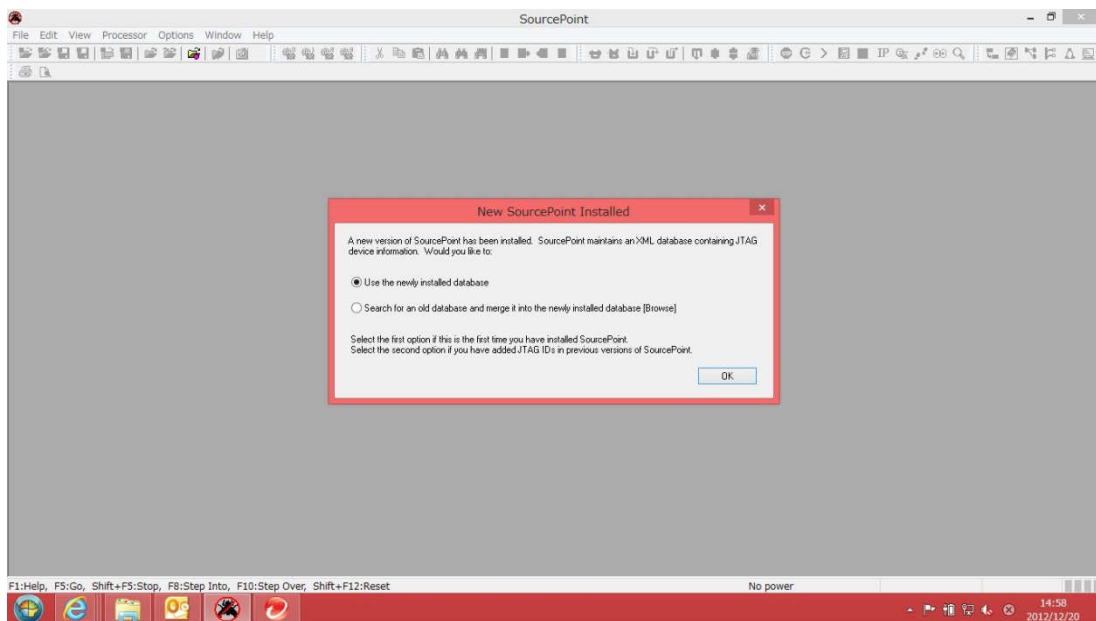 SourcePoint
File Edit View Processor Options Window Help
IP
New SourcePoint Installed
A new version of SourcePoint has been installed. SourcePoint maintains an XML database containing JTAG
device information. Would you like to:
Use the newly installed database
Search for an old database and merge it into the newly installed database [Browse]
Select the first option if this is the first time you have installed SourcePoint.
Select the second option if you have added JTAG IDs in previous versions of SourcePoint.
OK
F1:Help, F5:Go, Shift+F5:Stop, F8:Step Into, F10:Step Over, Shift+F12:Reset No power
14:58
2012/12/20